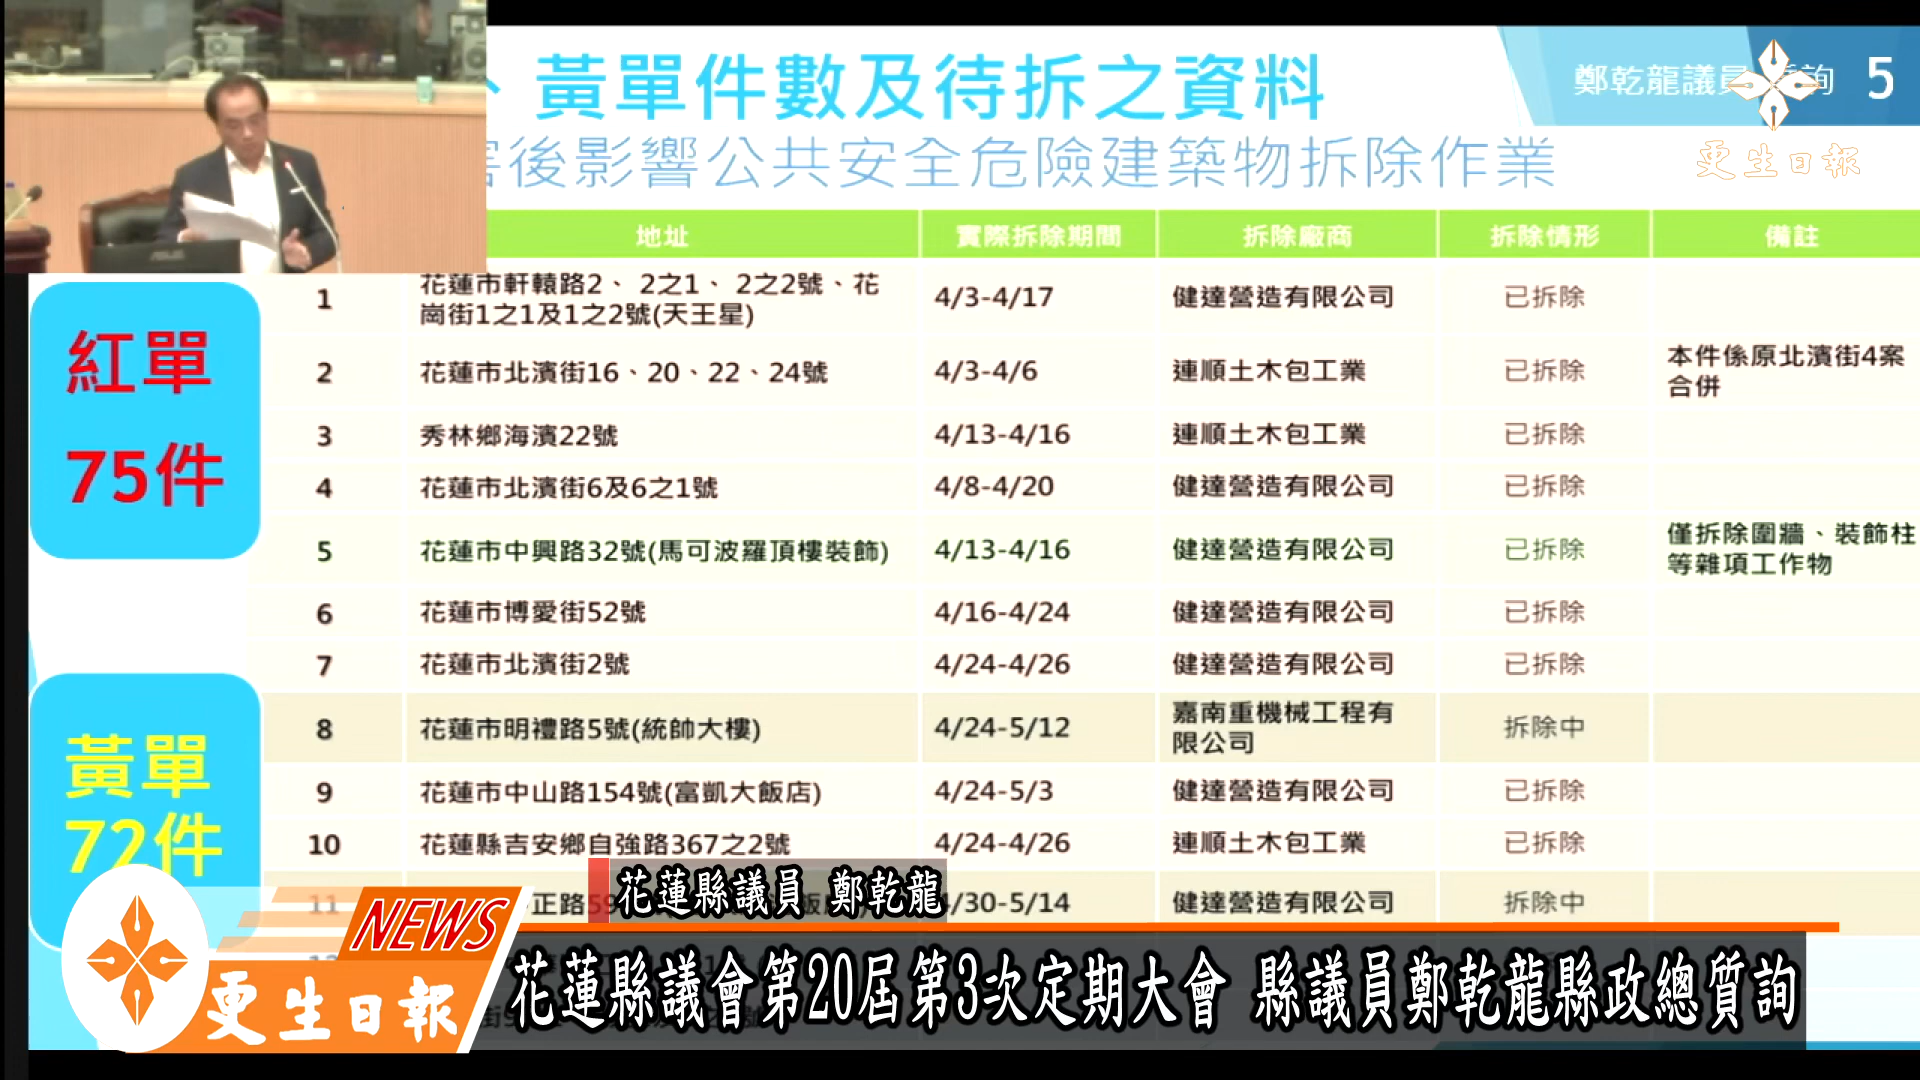 、黃單件數及待拆之資料
鄭乾龍議員 詢 5
更生日報
後影響公共安全危險建築物拆除作業
地址 實際拆除期間 拆除廠商 拆除情形 備註
紅單
75件
黃單
72件
1 花蓮市軒轅路2、 2之1、 2之2號、花
崗街1之1及1之2號(天王星) 4/3-4/17 健達營造有限公司 已拆除
2 花蓮市北濱街16、20、22、24號 4/3-4/6 連順土木包工業 已拆除 本件係原北濱街4案
合併
3 秀林鄉海濱22號 4/13-4/16 連順土木包工業 已拆除
4 花蓮市北濱街6及6之1號 4/8-4/20 健達營造有限公司 已拆除
5 花蓮市中興路32號(馬可波羅頂樓裝飾) 4/13-4/16 健達營造有限公司 已拆除 僅拆除圍牆、裝飾柱
等雜項工作物
6 花蓮市博愛街52號 4/16-4/24 健達營造有限公司 已拆除
7 花蓮市北濱街2號 4/24-4/26 健達營造有限公司 已拆除
8 花蓮市明禮路5號(統帥大樓) 4/24-5/12 嘉南重機械工程有
限公司 拆除中
9 花蓮市中山路154號(富凱大飯店) 4/24-5/3 健達營造有限公司 已拆除
10 花蓮縣吉安鄉自強路367之2號 4/24-4/26 連順土木包工業 已拆除
11 正路59 4/30-5/14 健達營造有限公司 拆除中
花蓮縣議員 鄭乾龍
NEWS
更生日報
花蓮縣議會第20屆第3次定期大會 縣議員鄭乾龍縣政總質詢